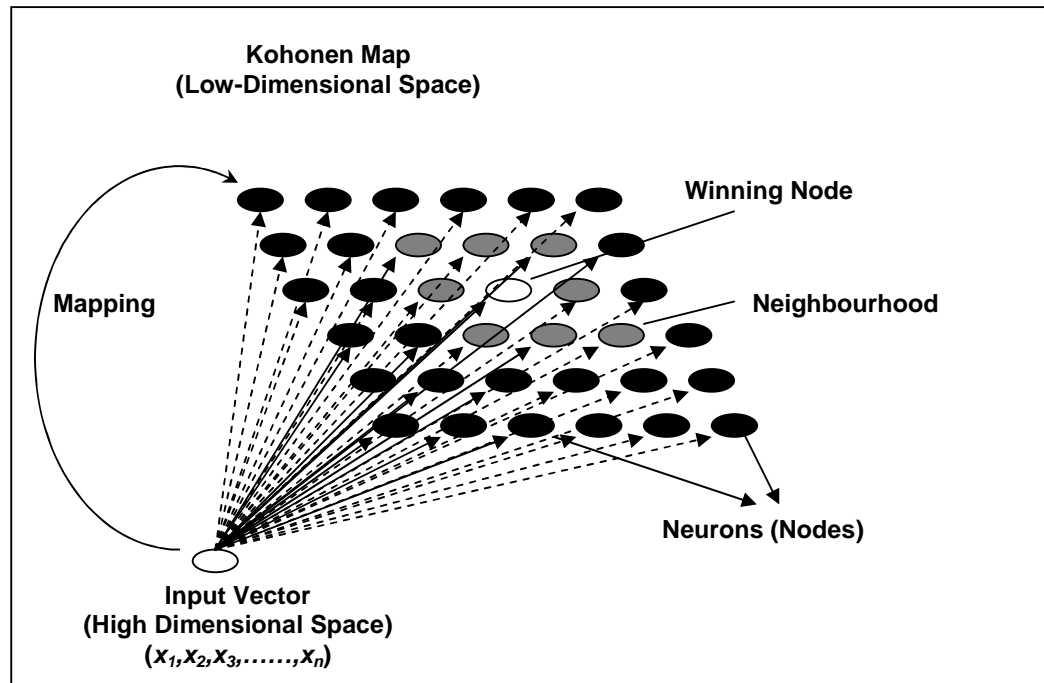 Kohonen Map
(Low-Dimensional Space)
Winning Node
Mapping
Neighbourhood
Neurons (Nodes)
Input Vector
(High Dimensional Space)
(x₁,x₂,x₃,……,xₙ)